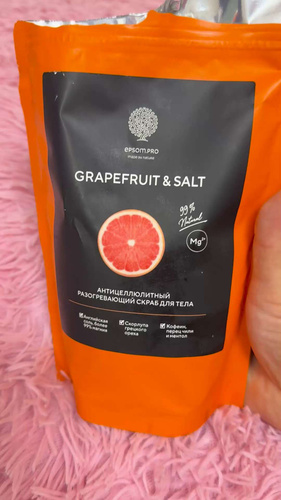 epsom.pro
made by nature
GRAPEFRUIT & SALT
99%
Natural
Mg²⁺
АНТИЦЕЛЛЮЛИТНЫЙ
РАЗОГРЕВАЮЩИЙ СКРАБ ДЛЯ ТЕЛА
Английская
соль, более
99% магния
Скорлупа
грецкого
ореха
Кофеин,
перец чили
и ментол